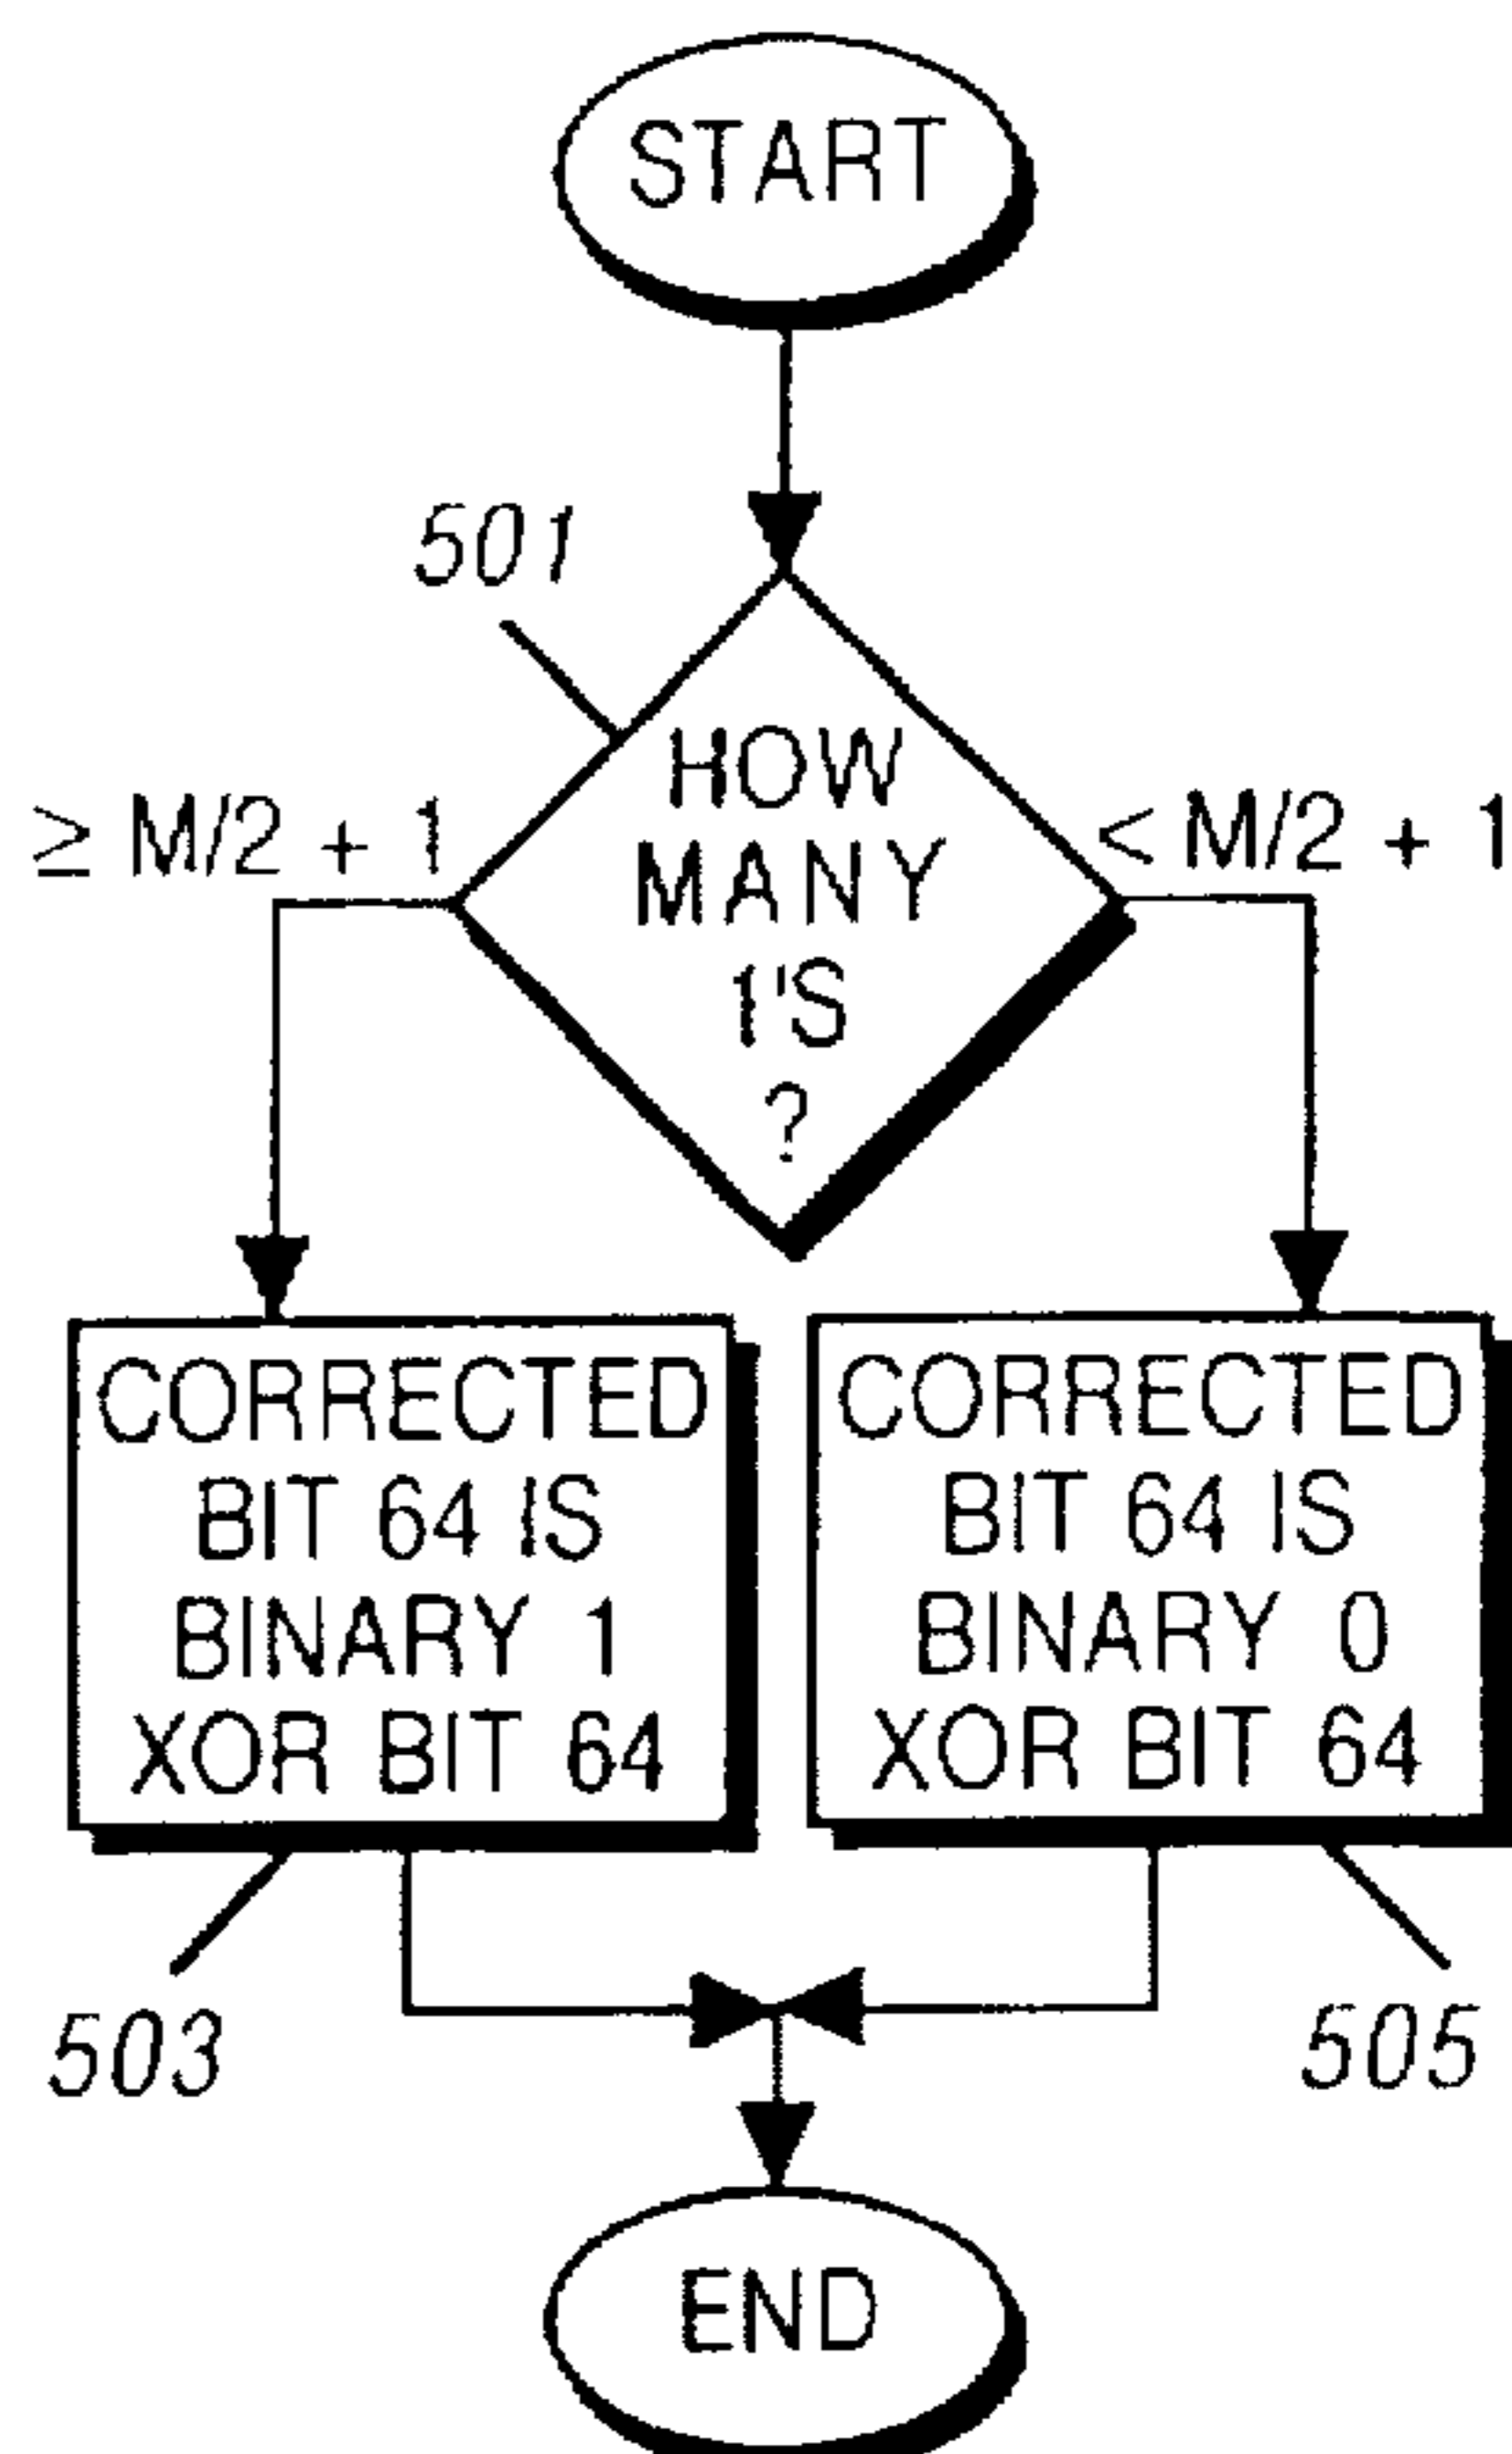 START
501
HOW
MANY
1'S
?
≥ M/2 + 1
< M/2 + 1
CORRECTED
BIT 64 IS
BINARY 1
XOR BIT 64
CORRECTED
BIT 64 IS
BINARY 0
XOR BIT 64
503
505
END